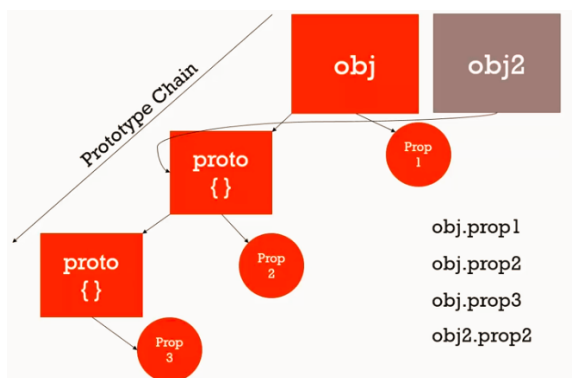 obj
obj2
Prototype Chain
proto
{ }
Prop
1
proto
{ }
Prop
2
Prop
3
obj.prop1
obj.prop2
obj.prop3
obj2.prop2